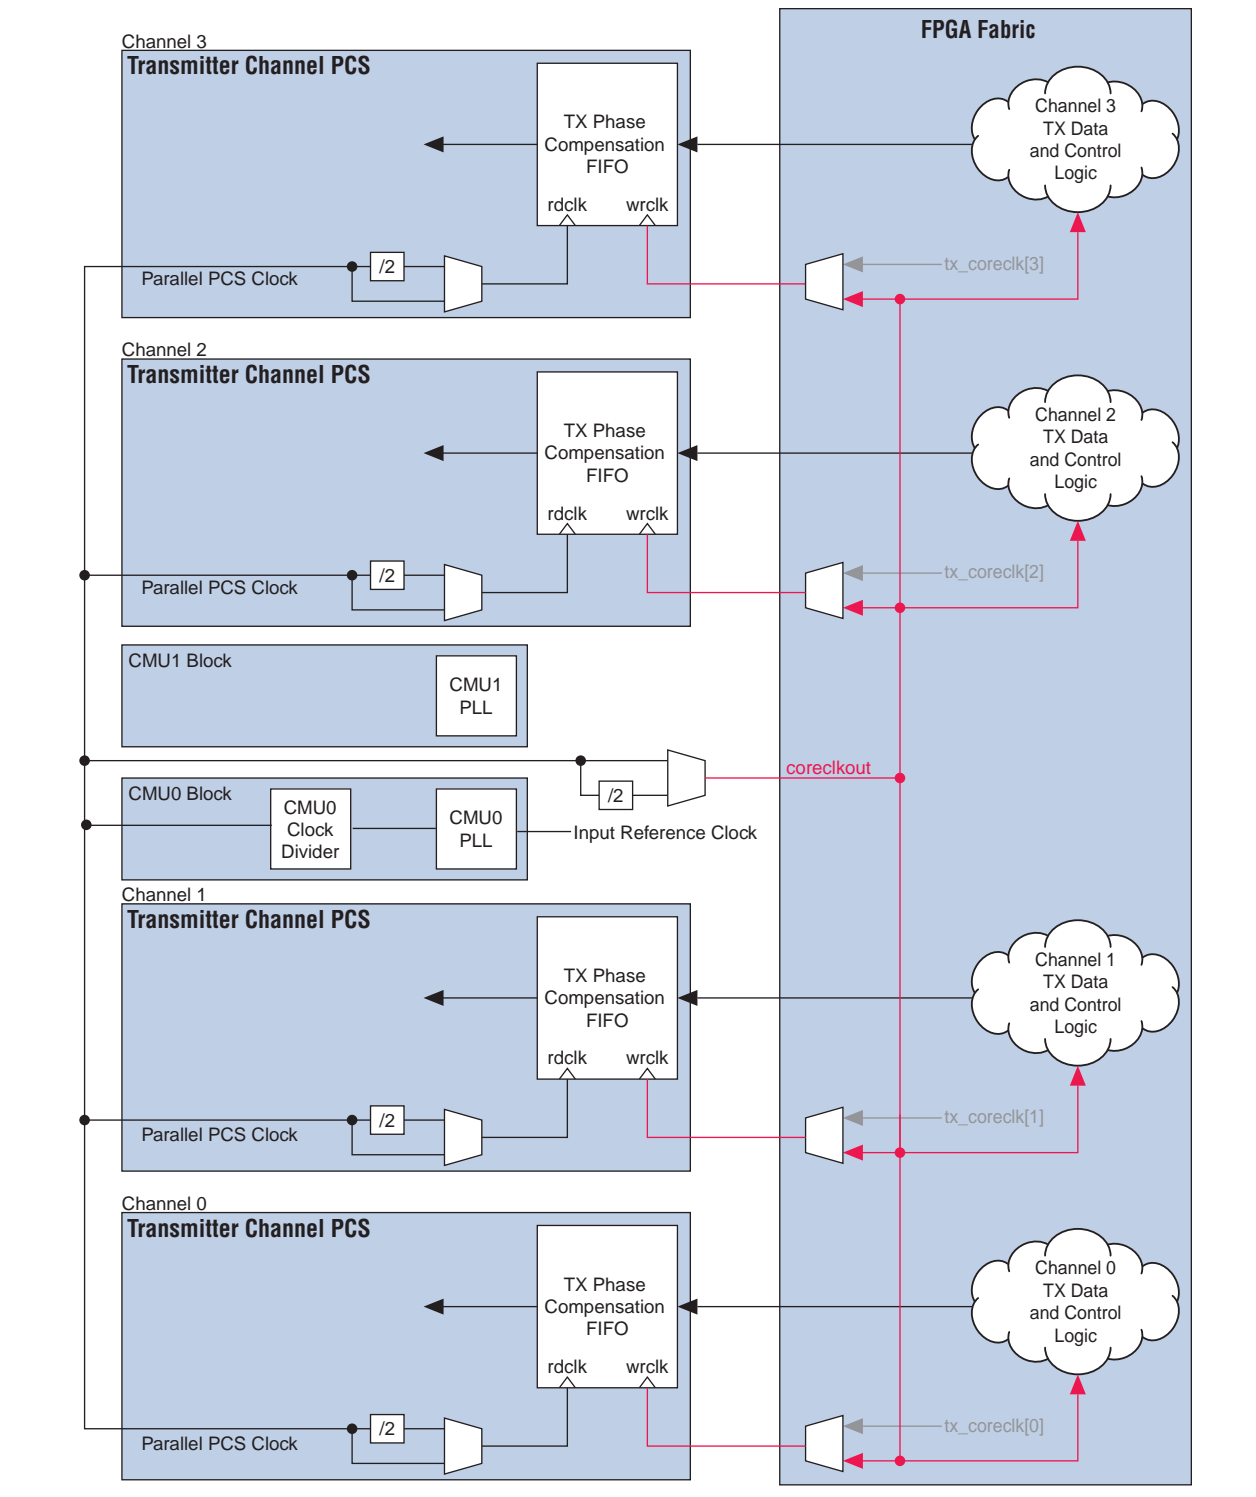 FPGA Fabric
Channel 3
Transmitter Channel PCS
TX Phase
Compensation
FIFO
rdclk
wrclk
/2
Parallel PCS Clock
Channel 3
TX Data
and Control
Logic
tx_coreclk[3]
Channel 2
Transmitter Channel PCS
TX Phase
Compensation
FIFO
rdclk
wrclk
/2
Parallel PCS Clock
Channel 2
TX Data
and Control
Logic
tx_coreclk[2]
CMU1 Block
CMU1
PLL
coreclkout
/2
CMU0 Block
CMU0
Clock
Divider
CMU0
PLL
Input Reference Clock
Channel 1
Transmitter Channel PCS
TX Phase
Compensation
FIFO
rdclk
wrclk
/2
Parallel PCS Clock
Channel 1
TX Data
and Control
Logic
tx_coreclk[1]
Channel 0
Transmitter Channel PCS
TX Phase
Compensation
FIFO
rdclk
wrclk
/2
Parallel PCS Clock
Channel 0
TX Data
and Control
Logic
tx_coreclk[0]